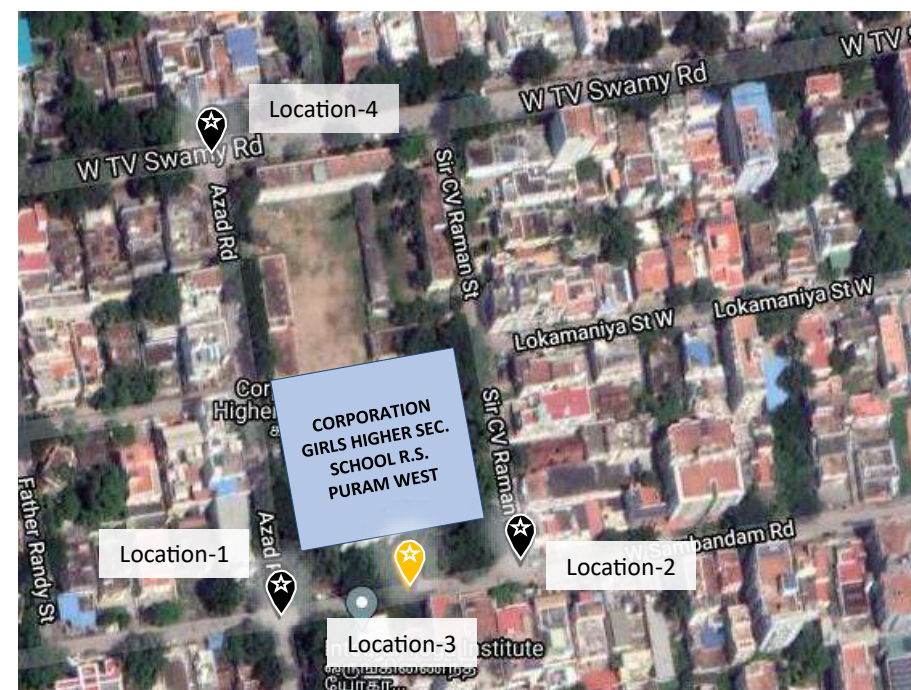 W TV S
Location-4
W TV Swamy Rd
W TV Swamy Rd
Azad Rd
Sir CV Raman St
Lokamaniya St W
Lokamaniya St W
Cor
Higher
CORPORATION
GIRLS HIGHER SEC.
SCHOOL R.S.
PURAM WEST
Sir CV Raman
Father Randy St
Azad R
Location-1
W Sambandam Rd
Location-2
Location-3
Institute